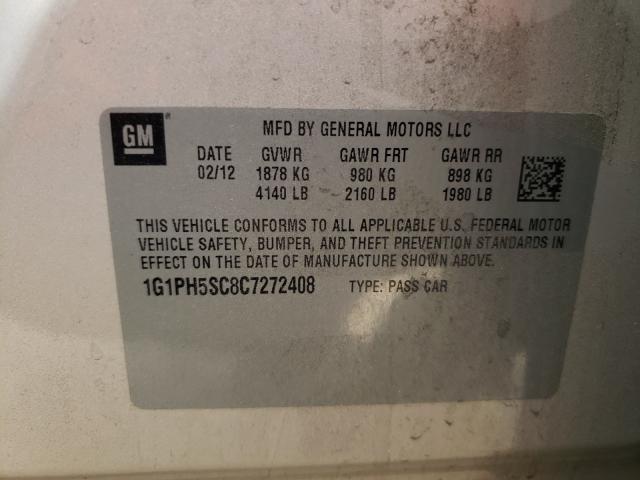 GM
MFD BY GENERAL MOTORS LLC
DATE GVWR GAWR FRT GAWR RR
02/12 1878 KG 980 KG 898 KG
4140 LB 2160 LB 1980 LB
THIS VEHICLE CONFORMS TO ALL APPLICABLE U.S. FEDERAL MOTOR
VEHICLE SAFETY, BUMPER, AND THEFT PREVENTION STANDARDS IN
EFFECT ON THE DATE OF MANUFACTURE SHOWN ABOVE.
1G1PH5SC8C7272408 TYPE: PASS CAR